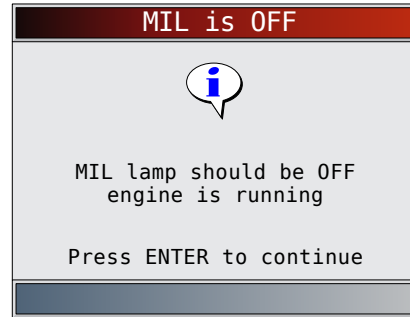 MIL is OFF
i
MIL lamp should be OFF
engine is running
Press ENTER to continue